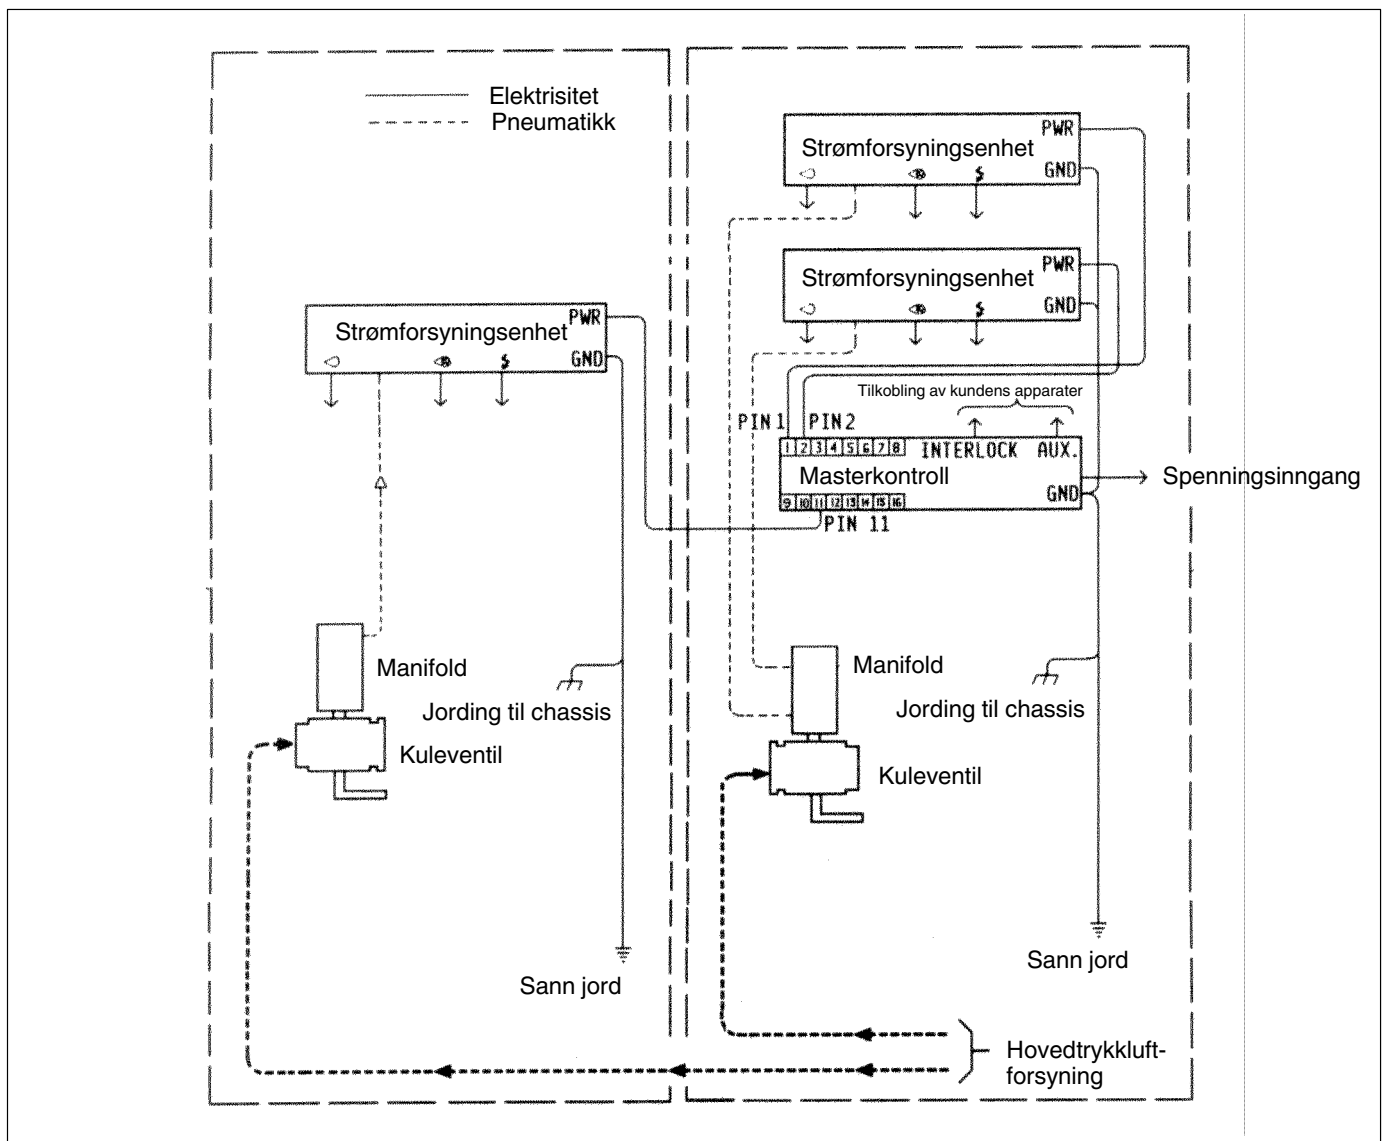 Elektrisitet
Pneumatikk
PWR
Strømforsyningsenhet
GND
PWR
Strømforsyningsenhet
GND
PWR
Strømforsyningsenhet
GND
Tilkobling av kundens apparater
PIN 1 PIN 2
1 2 3 4 5 6 7 8 INTERLOCK AUX.
Masterkontroll
Spenningsinngang
GND
9 10 11 12 13 14 15 16
PIN 11
Manifold
Jording til chassis
Kuleventil
Manifold
Jording til chassis
Kuleventil
Sann jord
Sann jord
Hovedtrykkluft-
forsyning